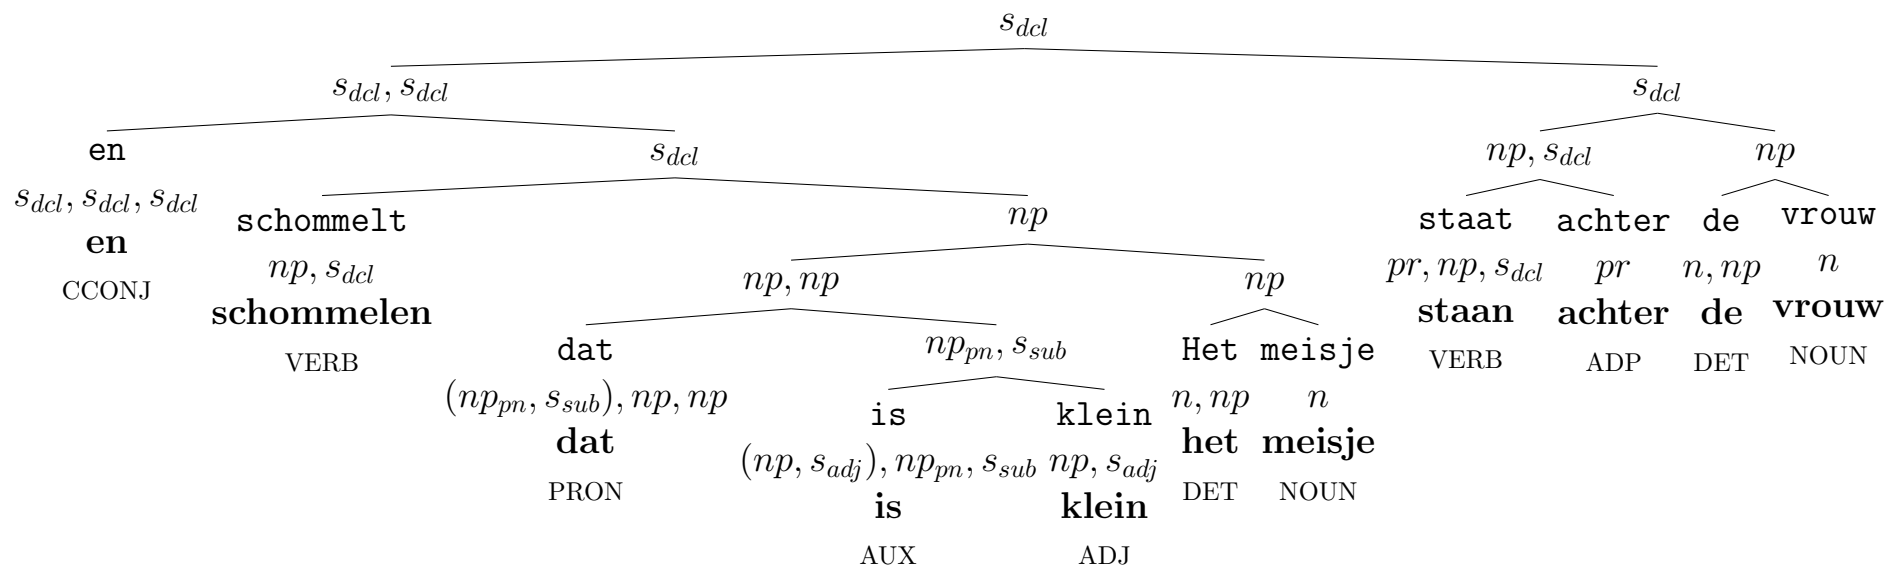 s_dcl
s_dcl, s_dcl s_dcl
en s_dcl np, s_dcl np
s_dcl, s_dcl, s_dcl schommelt np staat achter de vrouw
en np, s_dcl np, np np pr, np, s_dcl pr n, np n
CCONJ schommelen staan achter de vrouw
VERB dat np_pn, s_sub Het meisje VERB ADP DET NOUN
(np_pn, s_sub), np, np is klein n, np n
dat (np, s_adj), np_pn, s_sub np, s_adj het meisje
PRON is klein DET NOUN
AUX ADJ